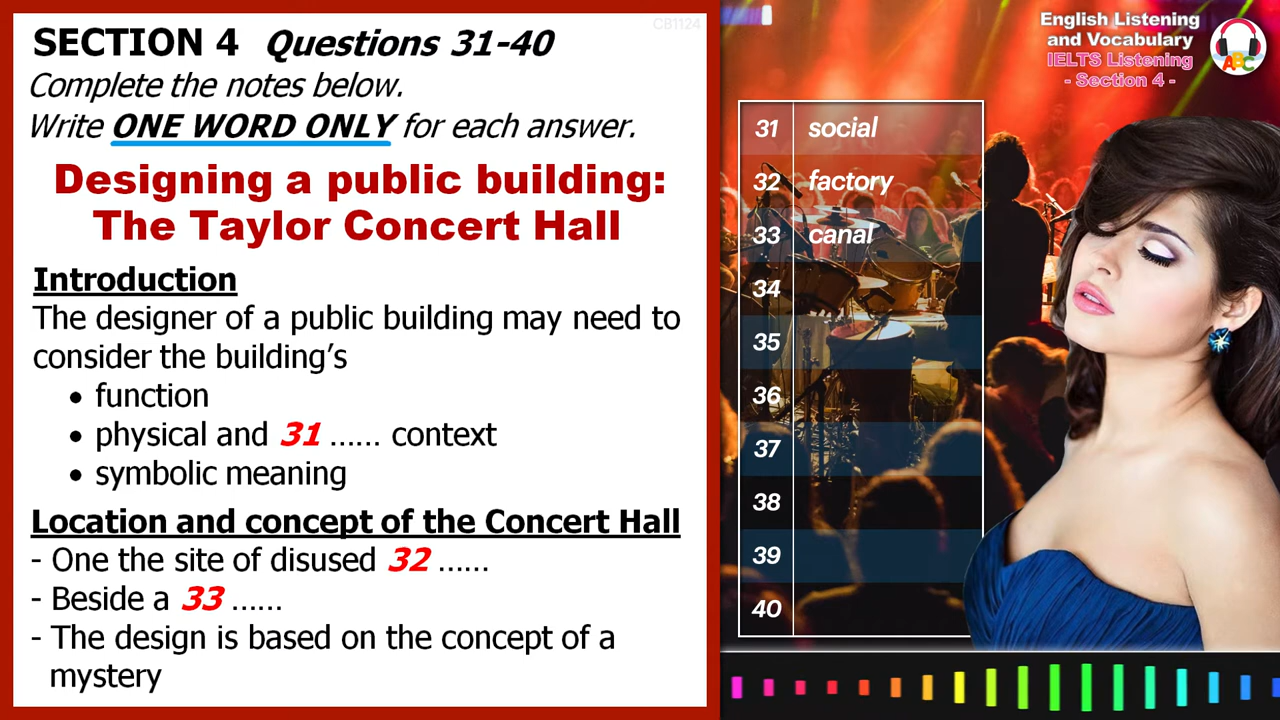 CB1124
SECTION 4 Questions 31-40
Complete the notes below.
Write ONE WORD ONLY for each answer.
Designing a public building:
The Taylor Concert Hall
Introduction
The designer of a public building may need to
consider the building's
• function
• physical and 31 ...... context
• symbolic meaning
Location and concept of the Concert Hall
- One the site of disused 32 ......
- Beside a 33 ......
- The design is based on the concept of a
mystery
English Listening
and Vocabulary
IELTS Listening
- Section 4 -
ABC
31 social
32 factory
33 canal
34
35
36
37
38
39
40